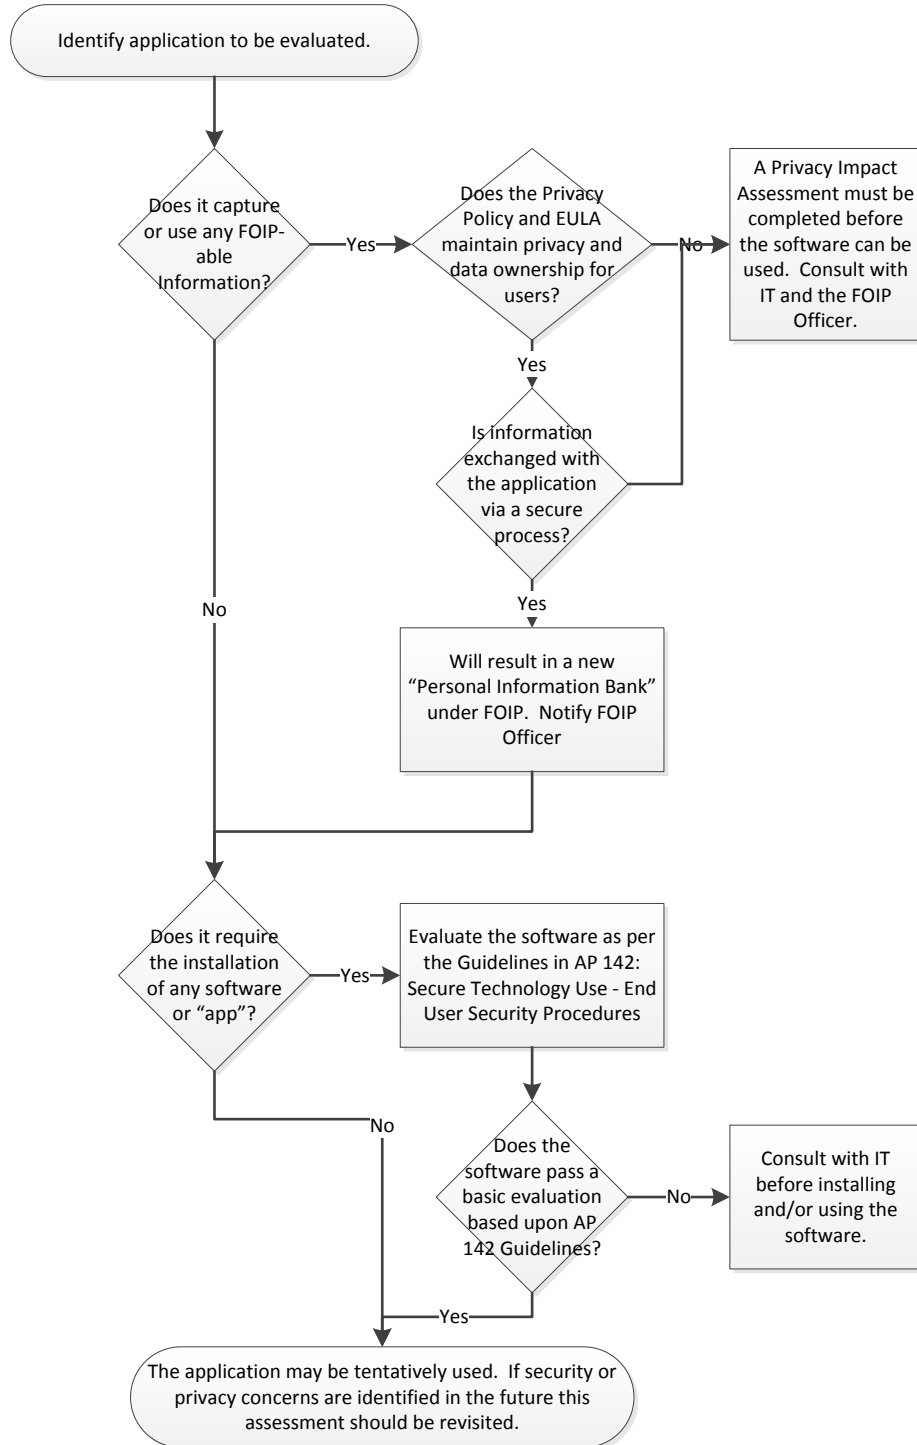 Identify application to be evaluated.
Does it capture
or use any FOIP-
able
Information?
Yes
Does the Privacy
Policy and EULA
maintain privacy and
data ownership for
users?
No
A Privacy Impact
Assessment must be
completed before
the software can be
used.  Consult with
IT and the FOIP
Officer.
Yes
Is information
exchanged with
the application
via a secure
process?
Yes
No
Will result in a new
“Personal Information Bank”
under FOIP.  Notify FOIP
Officer
Does it require
the installation
of any software
or “app”?
Yes
Evaluate the software as per
the Guidelines in AP 142:
Secure Technology Use - End
User Security Procedures
No
Does the
software pass a
basic evaluation
based upon AP
142 Guidelines?
No
Consult with IT
before installing
and/or using the
software.
Yes
The application may be tentatively used.  If security or
privacy concerns are identified in the future this
assessment should be revisited.